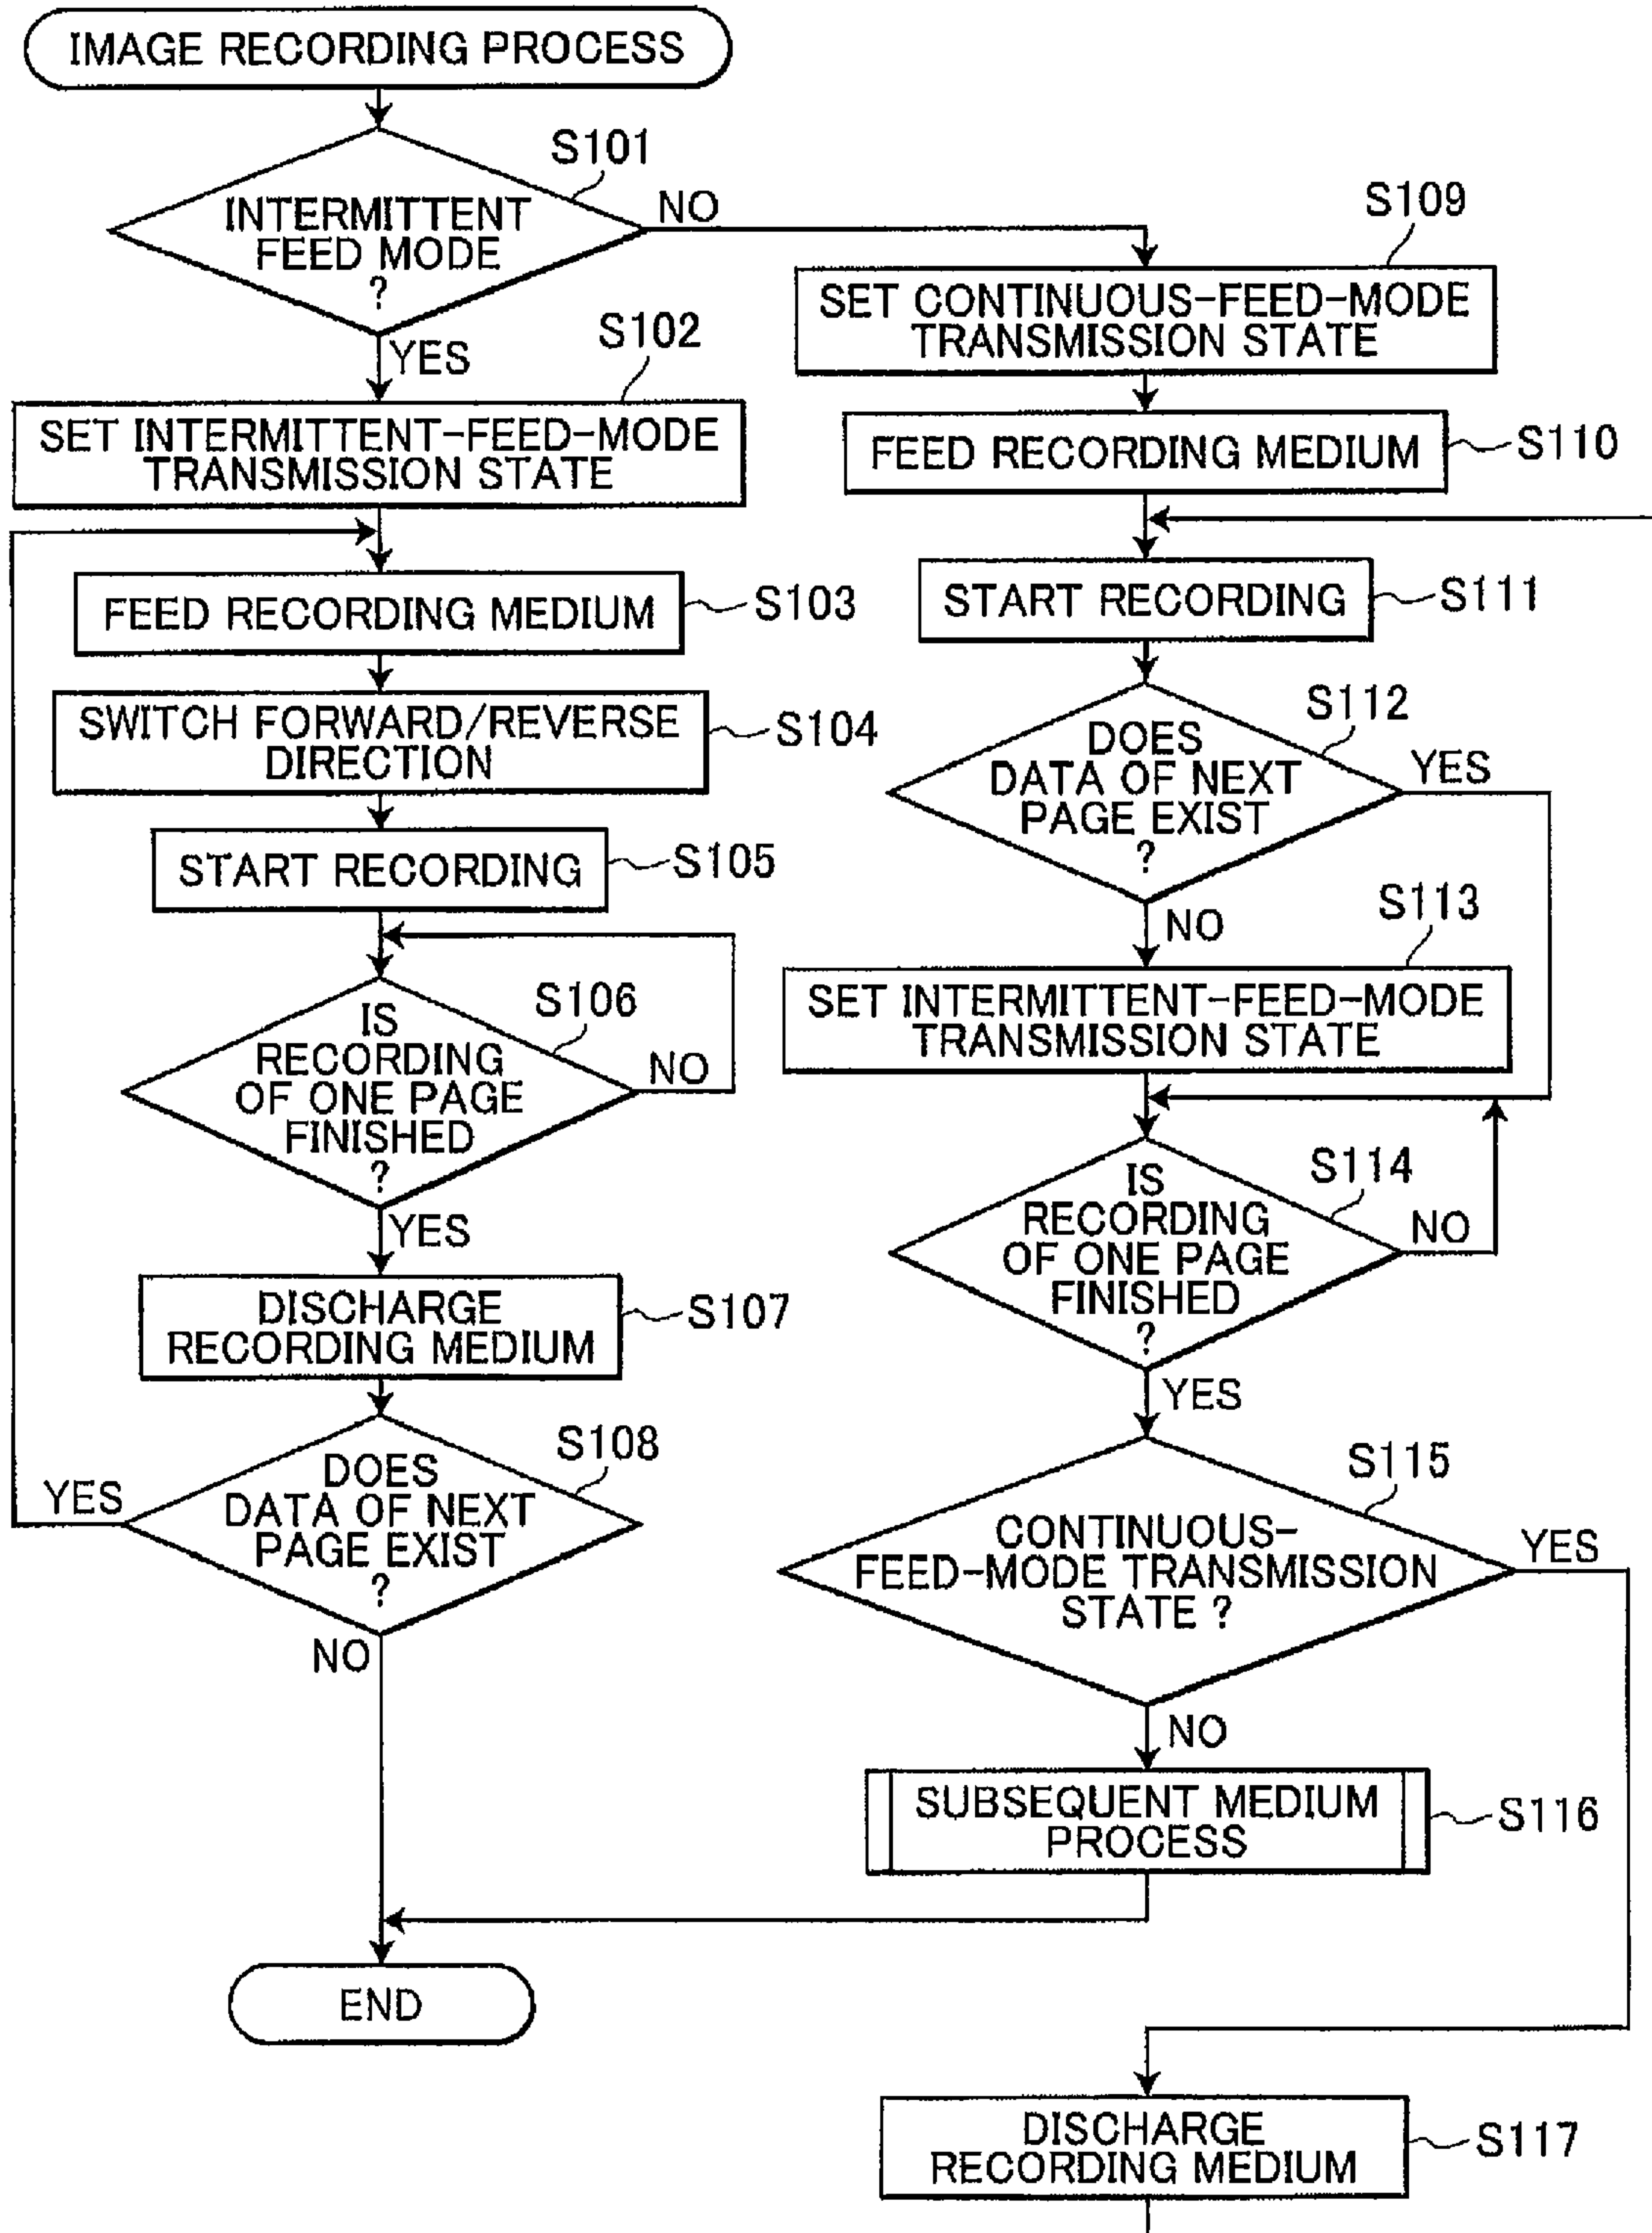 IMAGE RECORDING PROCESS
S101
INTERMITTENT
FEED MODE
?
NO
YES
S102
SET INTERMITTENT-FEED-MODE
TRANSMISSION STATE
FEED RECORDING MEDIUM
S103
SWITCH FORWARD/REVERSE
DIRECTION
S104
START RECORDING
S105
S106
IS
RECORDING
OF ONE PAGE
FINISHED
?
NO
YES
DISCHARGE
RECORDING MEDIUM
S107
S108
DOES
DATA OF NEXT
PAGE EXIST
?
YES
NO
END
S109
SET CONTINUOUS-FEED-MODE
TRANSMISSION STATE
FEED RECORDING MEDIUM
S110
START RECORDING
S111
S112
DOES
DATA OF NEXT
PAGE EXIST
?
YES
NO
S113
SET INTERMITTENT-FEED-MODE
TRANSMISSION STATE
S114
IS
RECORDING
OF ONE PAGE
FINISHED
?
NO
YES
S115
CONTINUOUS-
FEED-MODE TRANSMISSION
STATE ?
YES
NO
SUBSEQUENT MEDIUM
PROCESS
S116
DISCHARGE
RECORDING MEDIUM
S117